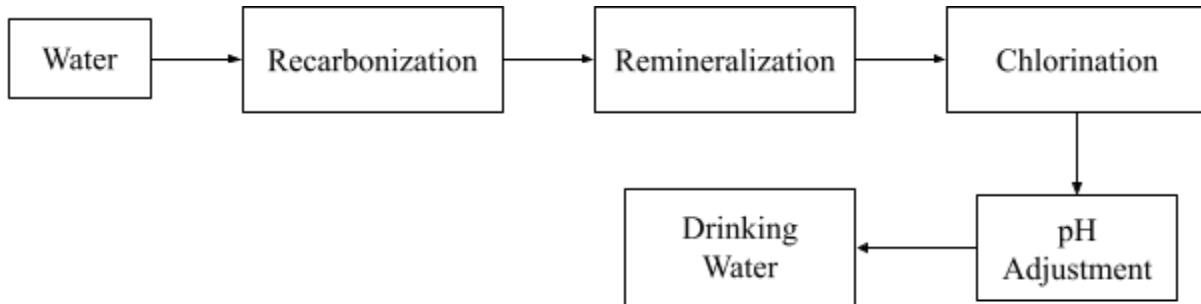 Water
Recarbonization
Remineralization
Chlorination
pH
Adjustment
Drinking
Water